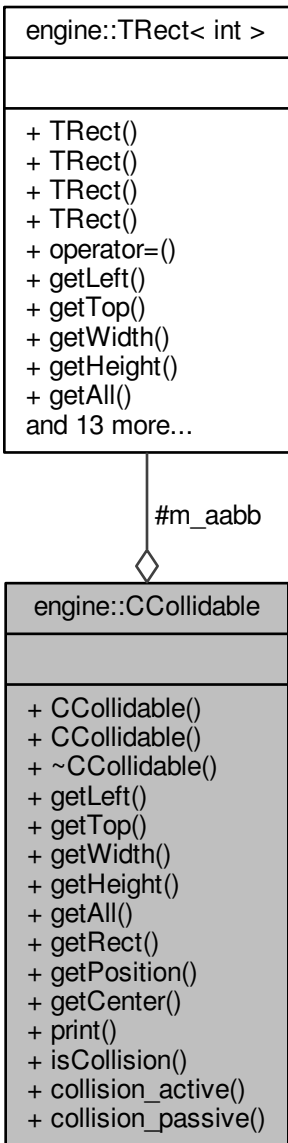 engine::TRect< int >
+ TRect()
+ TRect()
+ TRect()
+ TRect()
+ operator=()
+ getLeft()
+ getTop()
+ getWidth()
+ getHeight()
+ getAll()
and 13 more...
#m_aabb
engine::CCollidable
+ CCollidable()
+ CCollidable()
+ ~CCollidable()
+ getLeft()
+ getTop()
+ getWidth()
+ getHeight()
+ getAll()
+ getRect()
+ getPosition()
+ getCenter()
+ print()
+ isCollision()
+ collision_active()
+ collision_passive()